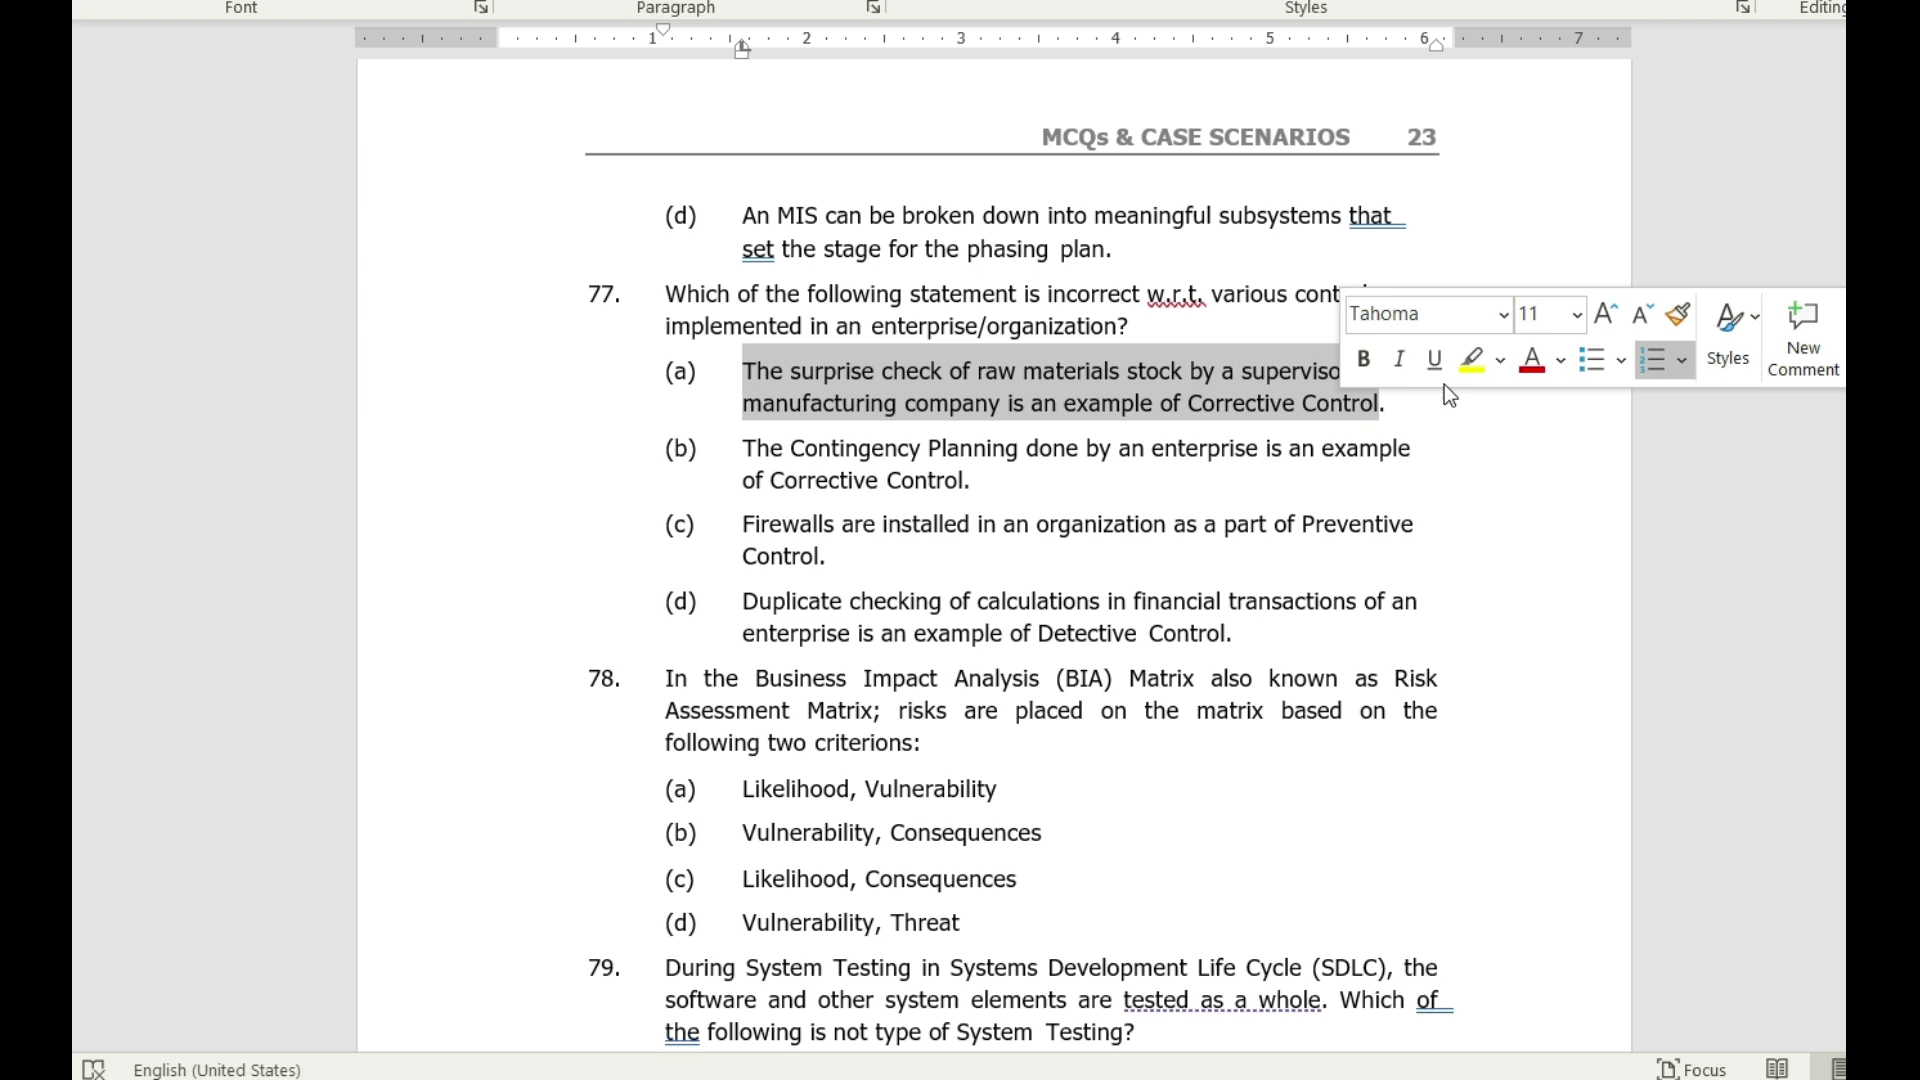 Font Paragraph Styles Editing
1 2 3 4 5 6 7
MCQs & CASE SCENARIOS 23
(d) An MIS can be broken down into meaningful subsystems that
set the stage for the phasing plan.
77. Which of the following statement is incorrect w.r.t. various
implemented in an enterprise/organization?
(a) The surprise check of raw materials stock by a
manufacturing company is an example of Corrective Control.
(b) The Contingency Planning done by an enterprise is an example
of Corrective Control.
(c) Firewalls are installed in an organization as a part of Preventive
Control.
(d) Duplicate checking of calculations in financial transactions of an
enterprise is an example of Detective Control.
78. In the Business Impact Analysis (BIA) Matrix also known as Risk
Assessment Matrix; risks are placed on the matrix based on the
following two criterions:
(a) Likelihood, Vulnerability
(b) Vulnerability, Consequences
(c) Likelihood, Consequences
(d) Vulnerability, Threat
79. During System Testing in Systems Development Life Cycle (SDLC), the
software and other system elements are tested as a whole. Which of
the following is not type of System Testing?
Tahoma 11
B I U A Styles New
Comment
English (United States) Focus